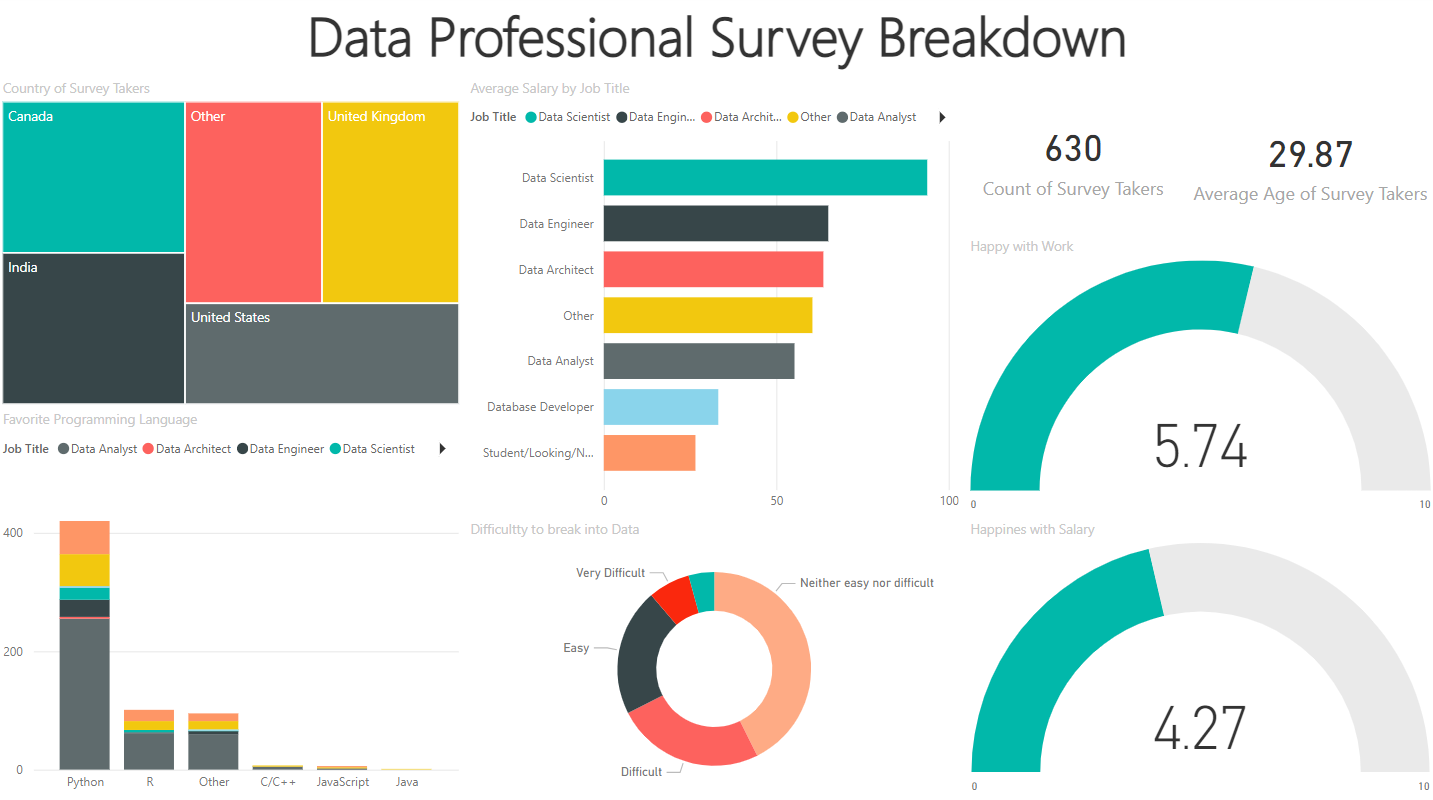 Data Professional Survey Breakdown
Country of Survey Takers
Canada
Other
United Kingdom
India
United States
Average Salary by Job Title
Job Title Data Scientist Data Engin... Data Archit... Other Data Analyst
Data Scientist
Data Engineer
Data Architect
Other
Data Analyst
Database Developer
Student/Looking/N...
0 50 100
630
Count of Survey Takers
29.87
Average Age of Survey Takers
Happy with Work
5.74
0 10
Favorite Programming Language
Job Title Data Analyst Data Architect Data Engineer Data Scientist
400
200
0
Python R Other C/C++ JavaScript Java
Difficultty to break into Data
Very Difficult
Neither easy nor difficult
Easy
Difficult
Happines with Salary
4.27
0 10